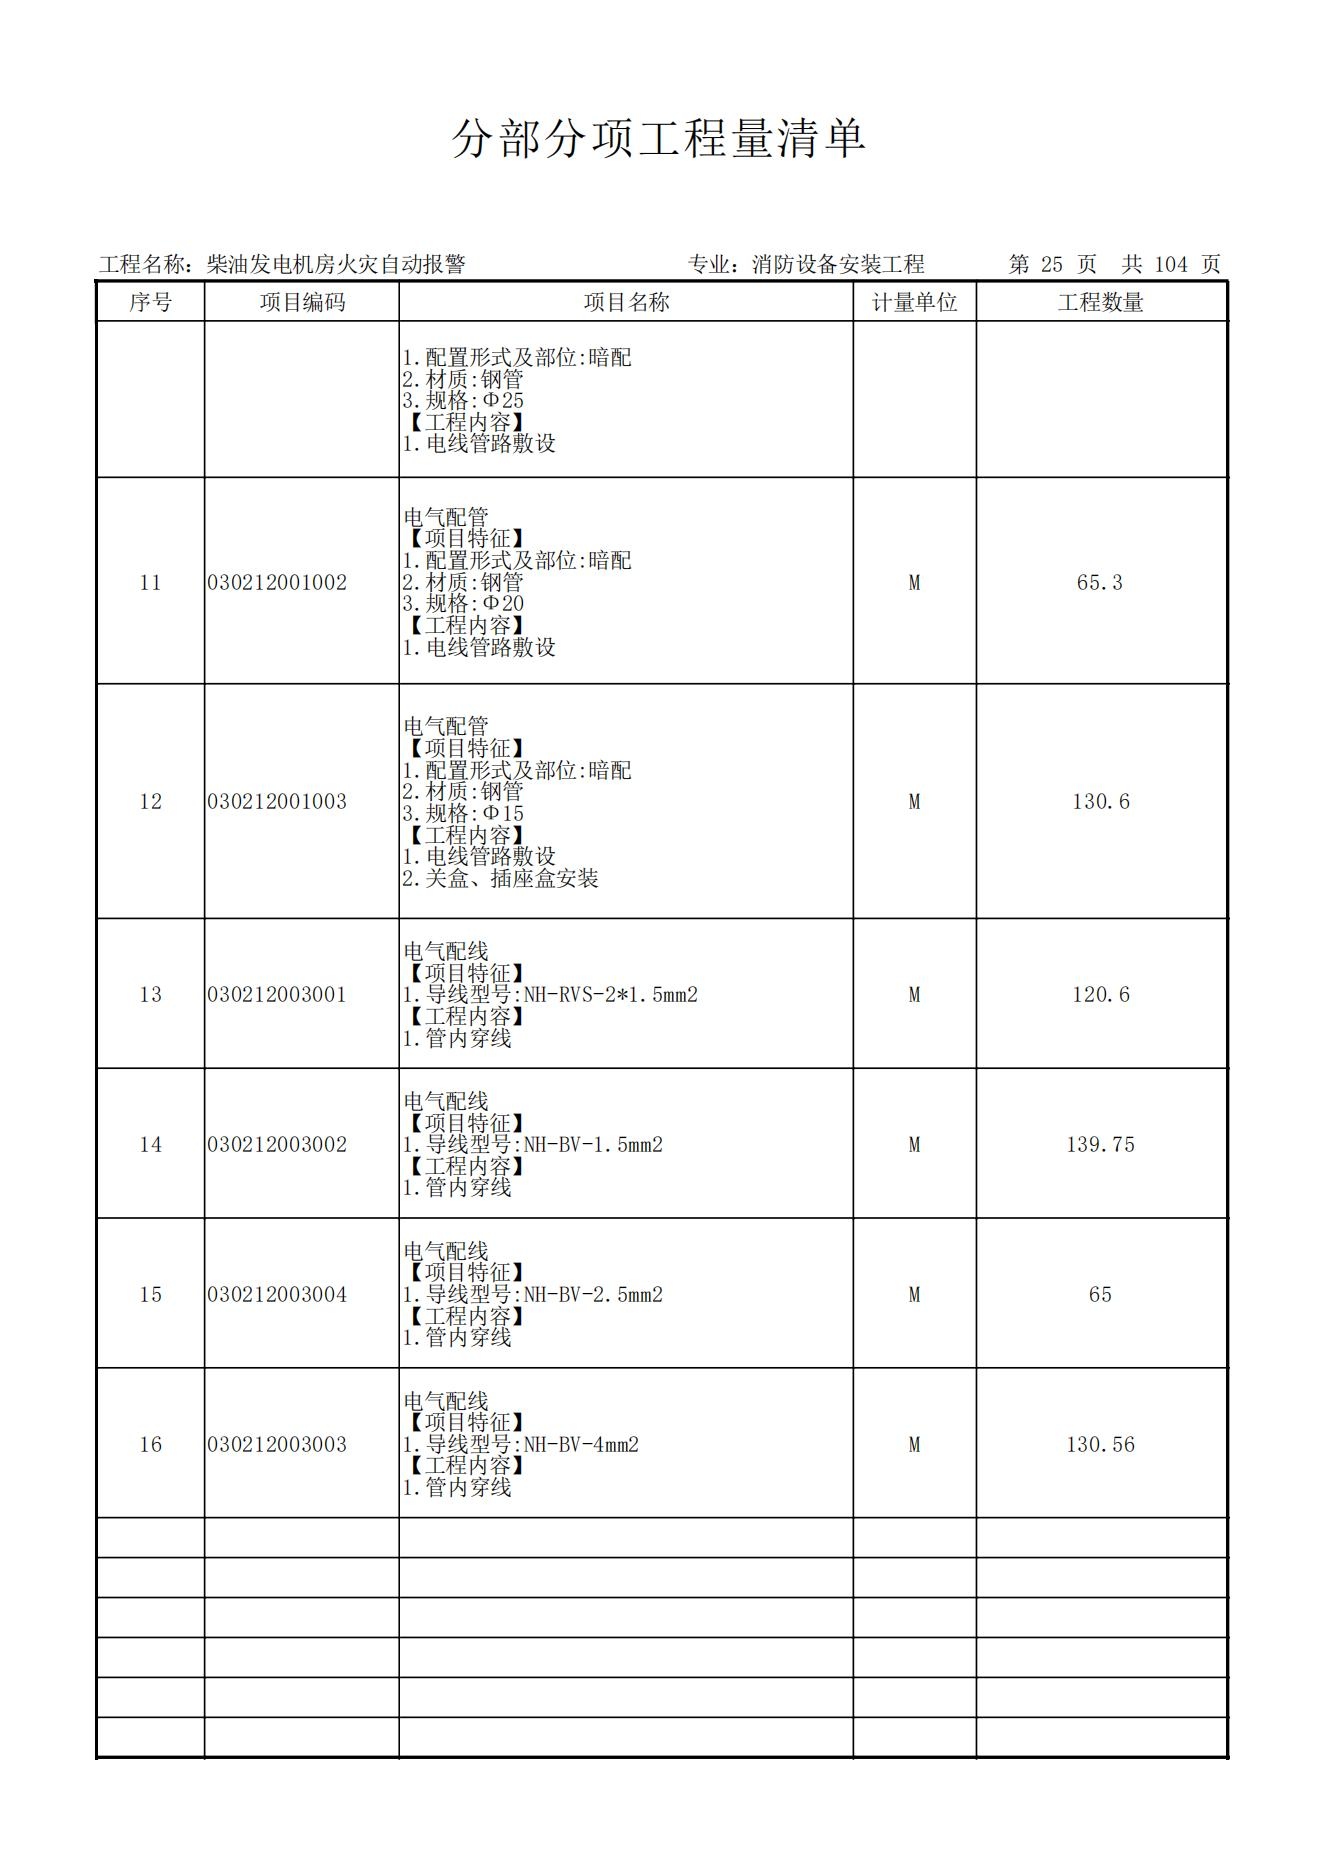 分部分项工程量清单
工程名称：柴油发电机房火灾自动报警 专业：消防设备安装工程 第 25 页 共 104 页
序号 项目编码 项目名称 计量单位 工程数量
1.配置形式及部位:暗配
2.材质:钢管
3.规格:Φ25
【工程内容】
1.电线管路敷设
电气配管
【项目特征】
1.配置形式及部位:暗配
11 030212001002 2.材质:钢管 M 65.3
3.规格:Φ20
【工程内容】
1.电线管路敷设
电气配管
【项目特征】
1.配置形式及部位:暗配
2.材质:钢管
12 030212001003 3.规格:Φ15 M 130.6
【工程内容】
1.电线管路敷设
2.关盒、插座盒安装
电气配线
【项目特征】
13 030212003001 1.导线型号:NH-RVS-2*1.5mm2 M 120.6
【工程内容】
1.管内穿线
电气配线
【项目特征】
14 030212003002 1.导线型号:NH-BV-1.5mm2 M 139.75
【工程内容】
1.管内穿线
电气配线
【项目特征】
15 030212003004 1.导线型号:NH-BV-2.5mm2 M 65
【工程内容】
1.管内穿线
电气配线
【项目特征】
16 030212003003 1.导线型号:NH-BV-4mm2 M 130.56
【工程内容】
1.管内穿线